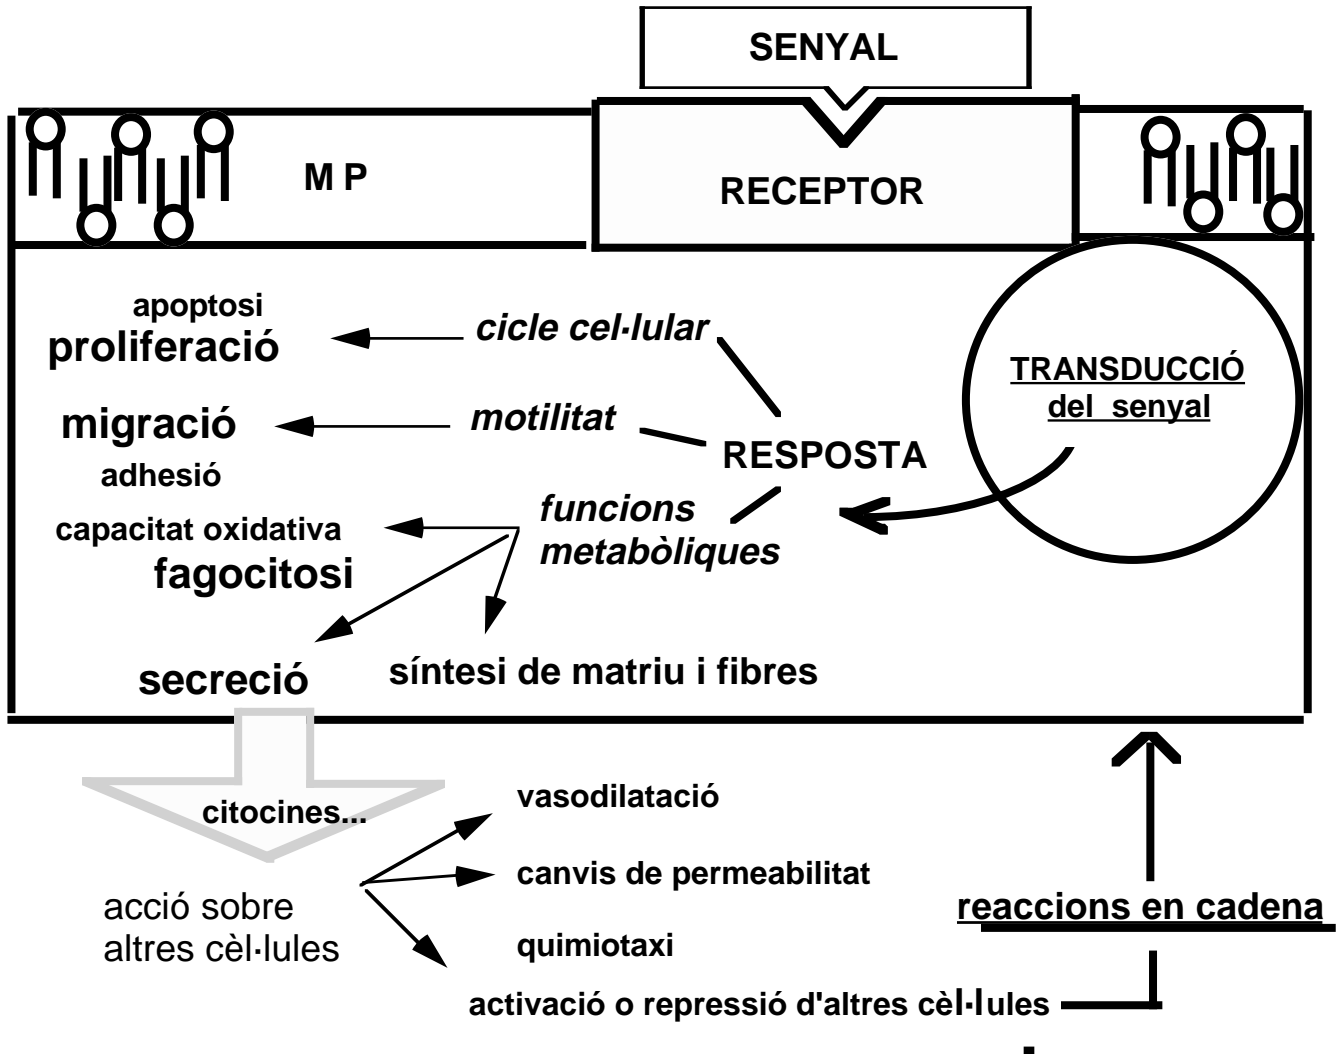 SENYAL
M P
RECEPTOR
apoptosi
proliferació
cicle cel·lular
TRANSDUCCIÓ
del senyal
migració
motilitat
RESPOSTA
adhesió
capacitat oxidativa
fagocitosi
funcions
metabòliques
secreció
síntesi de matriu i fibres
citocines...
vasodilatació
canvis de permeabilitat
acció sobre
altres cèl·lules
reaccions en cadena
quimiotaxi
activació o repressió d'altres cèl·lules